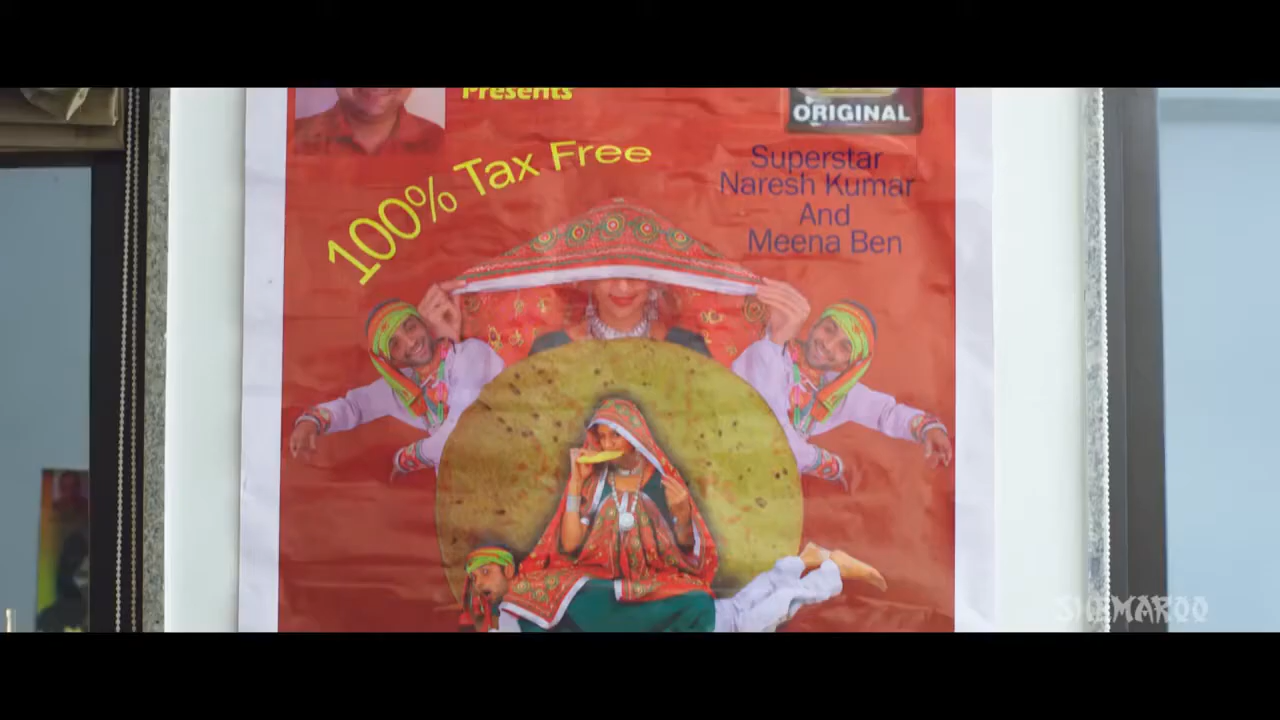 Presents
ORIGINAL
100% Tax Free
Superstar
Naresh Kumar
And
Meena Ben
SHEMAROO